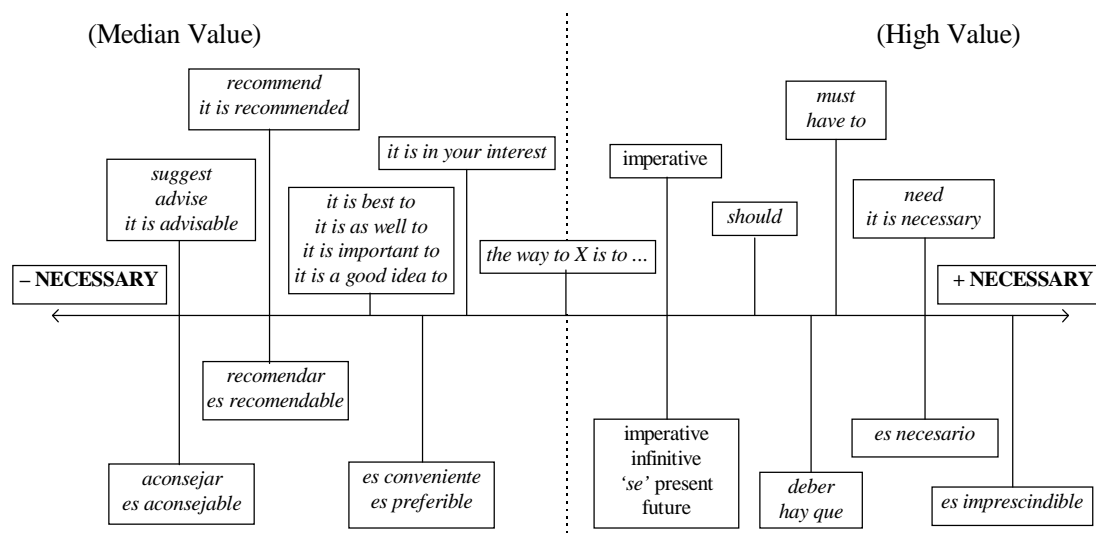 (Median Value)
(High Value)
recommend
it is recommended
must
have to
it is in your interest
imperative
suggest
advise
it is advisable
it is best to
it is as well to
it is important to
it is a good idea to
should
need
it is necessary
the way to X is to ...
– NECESSARY
+ NECESSARY
recomendar
es recomendable
aconsejar
es aconsejable
es conveniente
es preferible
imperative
infinitive
‘se’ present
future
deber
hay que
es necesario
es imprescindible